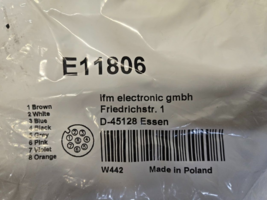 E11806
ifm electronic gmbh
Friedrichstr. 1
D-45128 Essen
1 Brown
2 White
3 Blue
4 Black
5 Grey
6 Pink
7 Violet
8 Orange
W442
Made in Poland